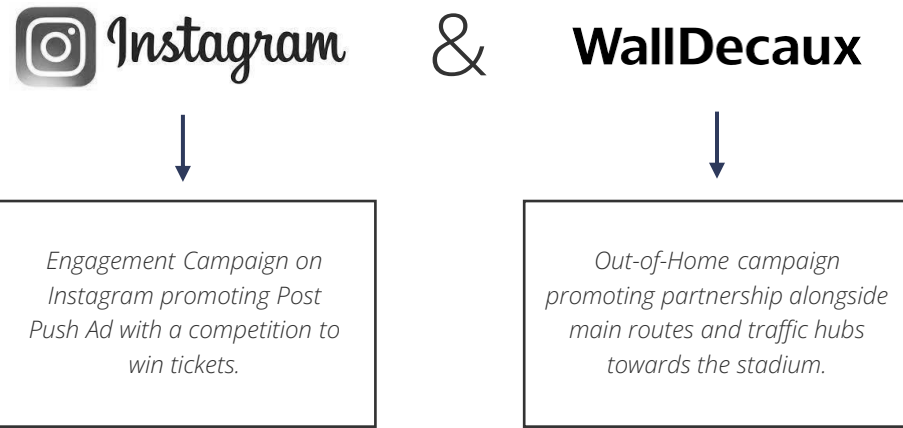 Instagram & WallDecaux
Engagement Campaign on
Instagram promoting Post
Push Ad with a competition to
win tickets.
Out-of-Home campaign
promoting partnership alongside
main routes and traffic hubs
towards the stadium.